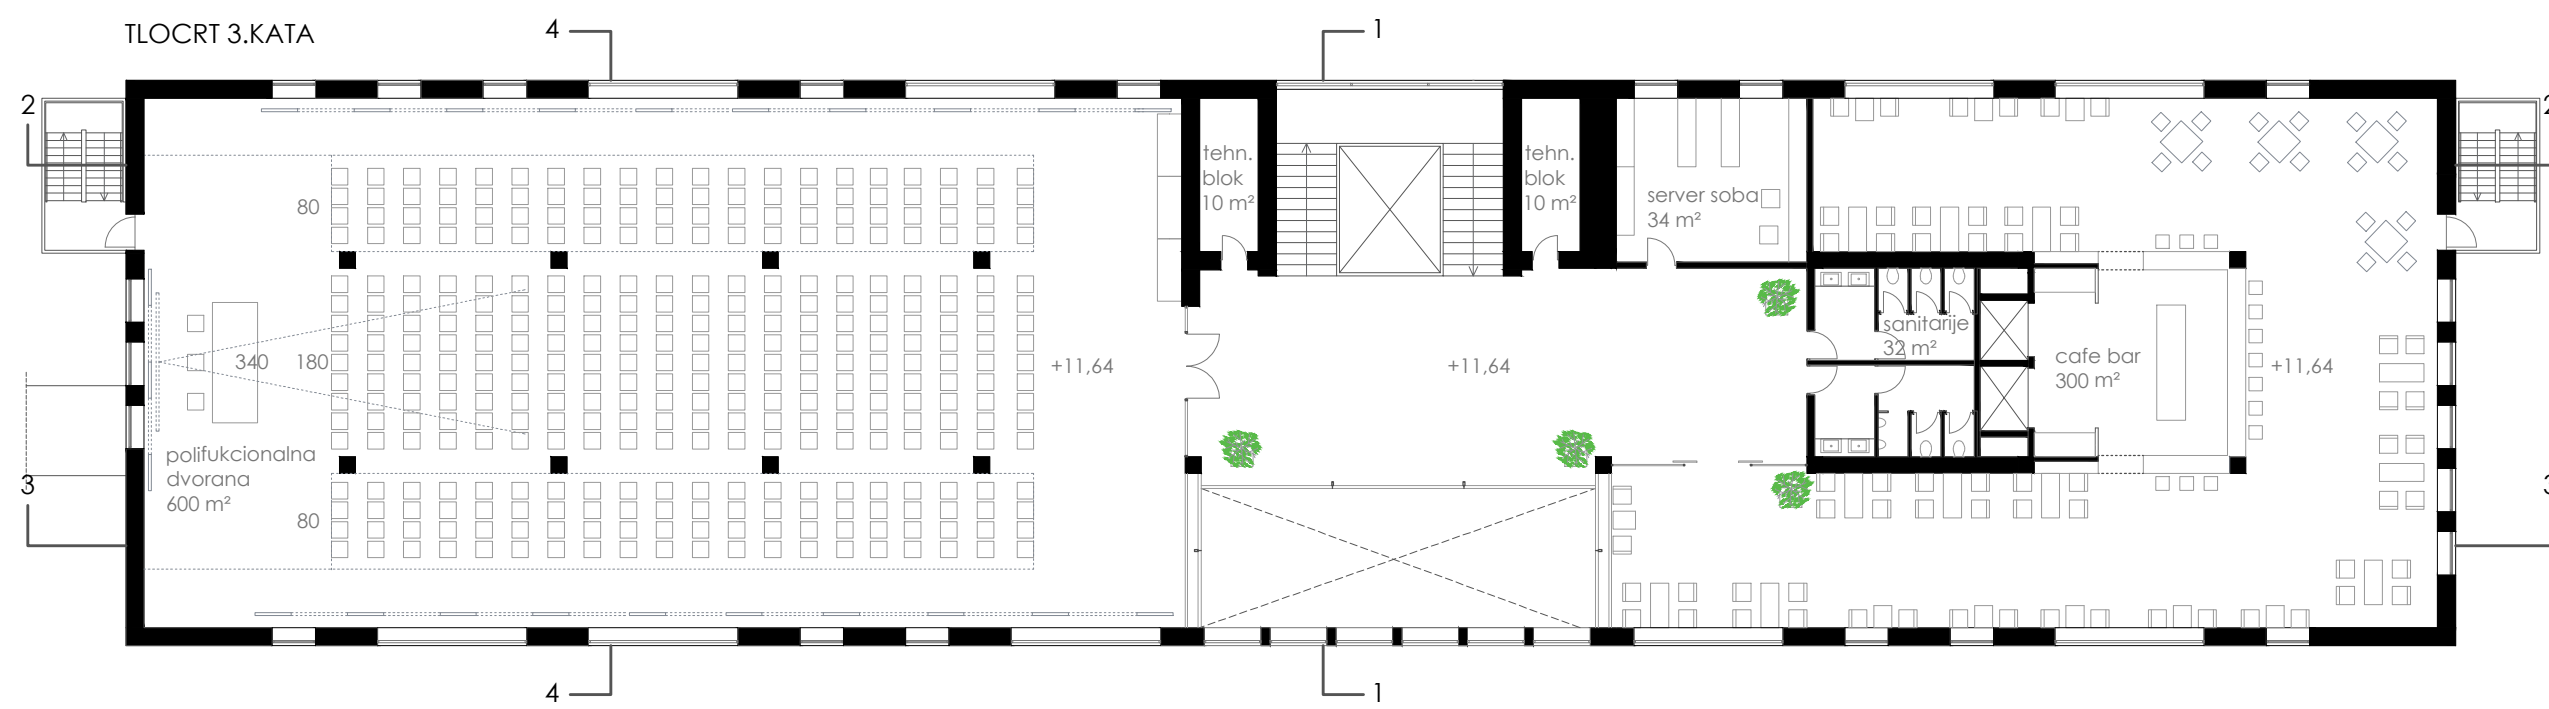 TLOCRT 3.KATA
4
1
2
2
tehn.
blok
10 m²
tehn.
blok
10 m²
server soba
34 m²
80
sanitarije
32 m²
340
180
+11,64
+11,64
cafe bar
300 m²
+11,64
polifukcionalna
dvorana
600 m²
80
3
3
4
1